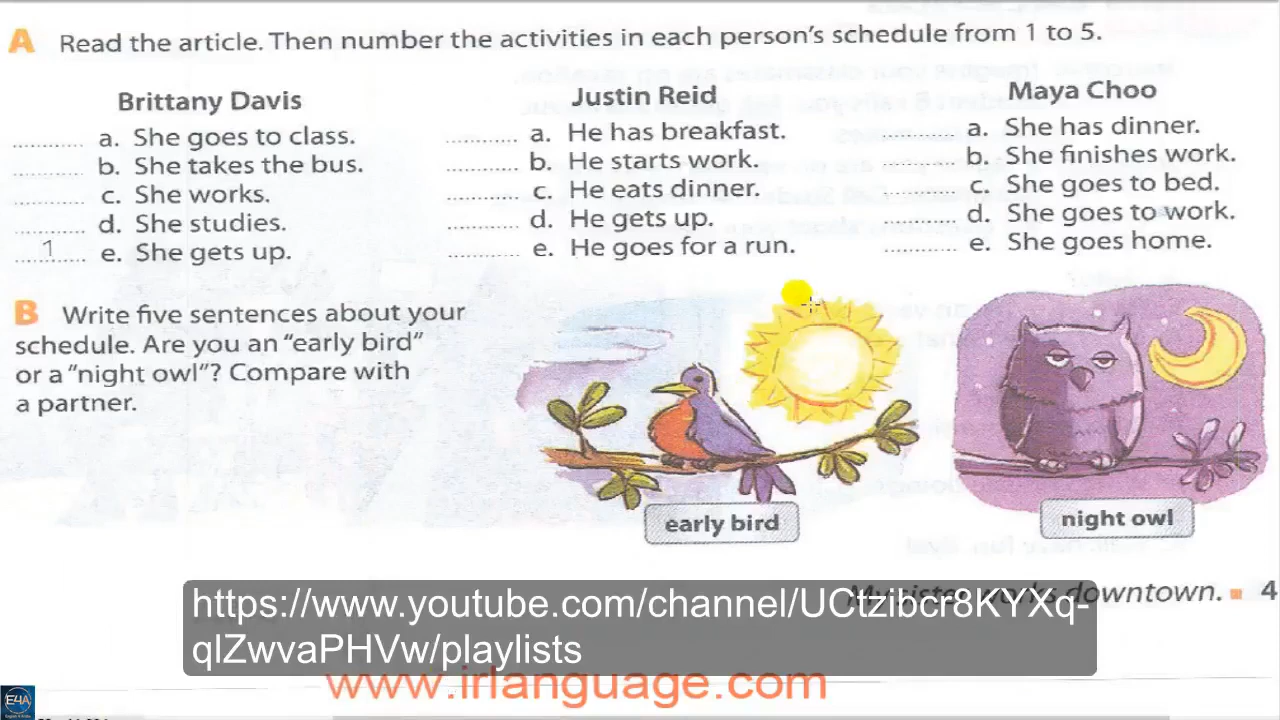 A Read the article. Then number the activities in each person's schedule from 1 to 5.
Brittany Davis
.......... a. She goes to class.
.......... b. She takes the bus.
.......... c. She works.
.......... d. She studies.
1 e. She gets up.
Justin Reid
.......... a. He has breakfast.
.......... b. He starts work.
.......... c. He eats dinner.
.......... d. He gets up.
.......... e. He goes for a run.
Maya Choo
.......... a. She has dinner.
.......... b. She finishes work.
.......... c. She goes to bed.
.......... d. She goes to work.
.......... e. She goes home.
B Write five sentences about your
schedule. Are you an "early bird"
or a "night owl"? Compare with
a partner.
early bird
night owl
My sister works downtown. ■ 4
https://www.youtube.com/channel/UCtzibcr8KYXq-
qlZwvaPHVw/playlists
www.irlanguage.com
E4A